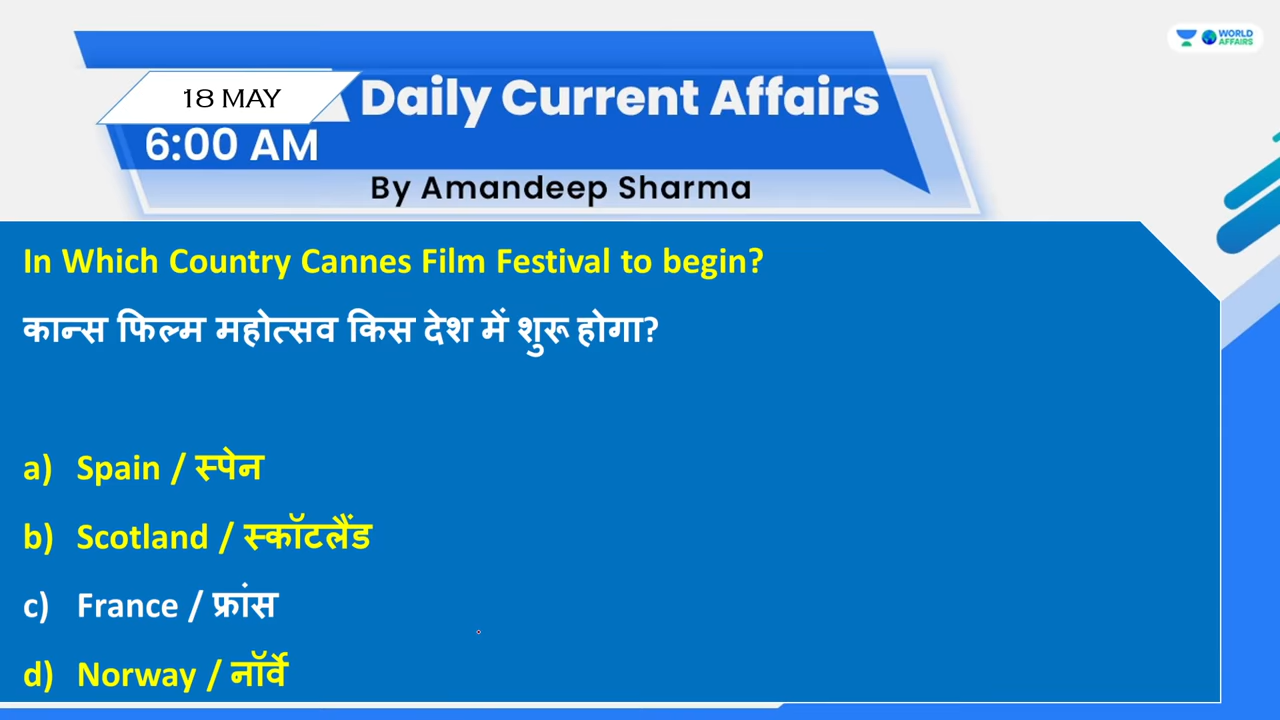 WORLD
AFFAIRS
18 MAY
Daily Current Affairs
6:00 AM
By Amandeep Sharma
In Which Country Cannes Film Festival to begin?
कान्स फिल्म महोत्सव किस देश में शुरू होगा?
a) Spain / स्पेन
b) Scotland / स्कॉटलैंड
c) France / फ्रांस
d) Norway / नॉर्वे